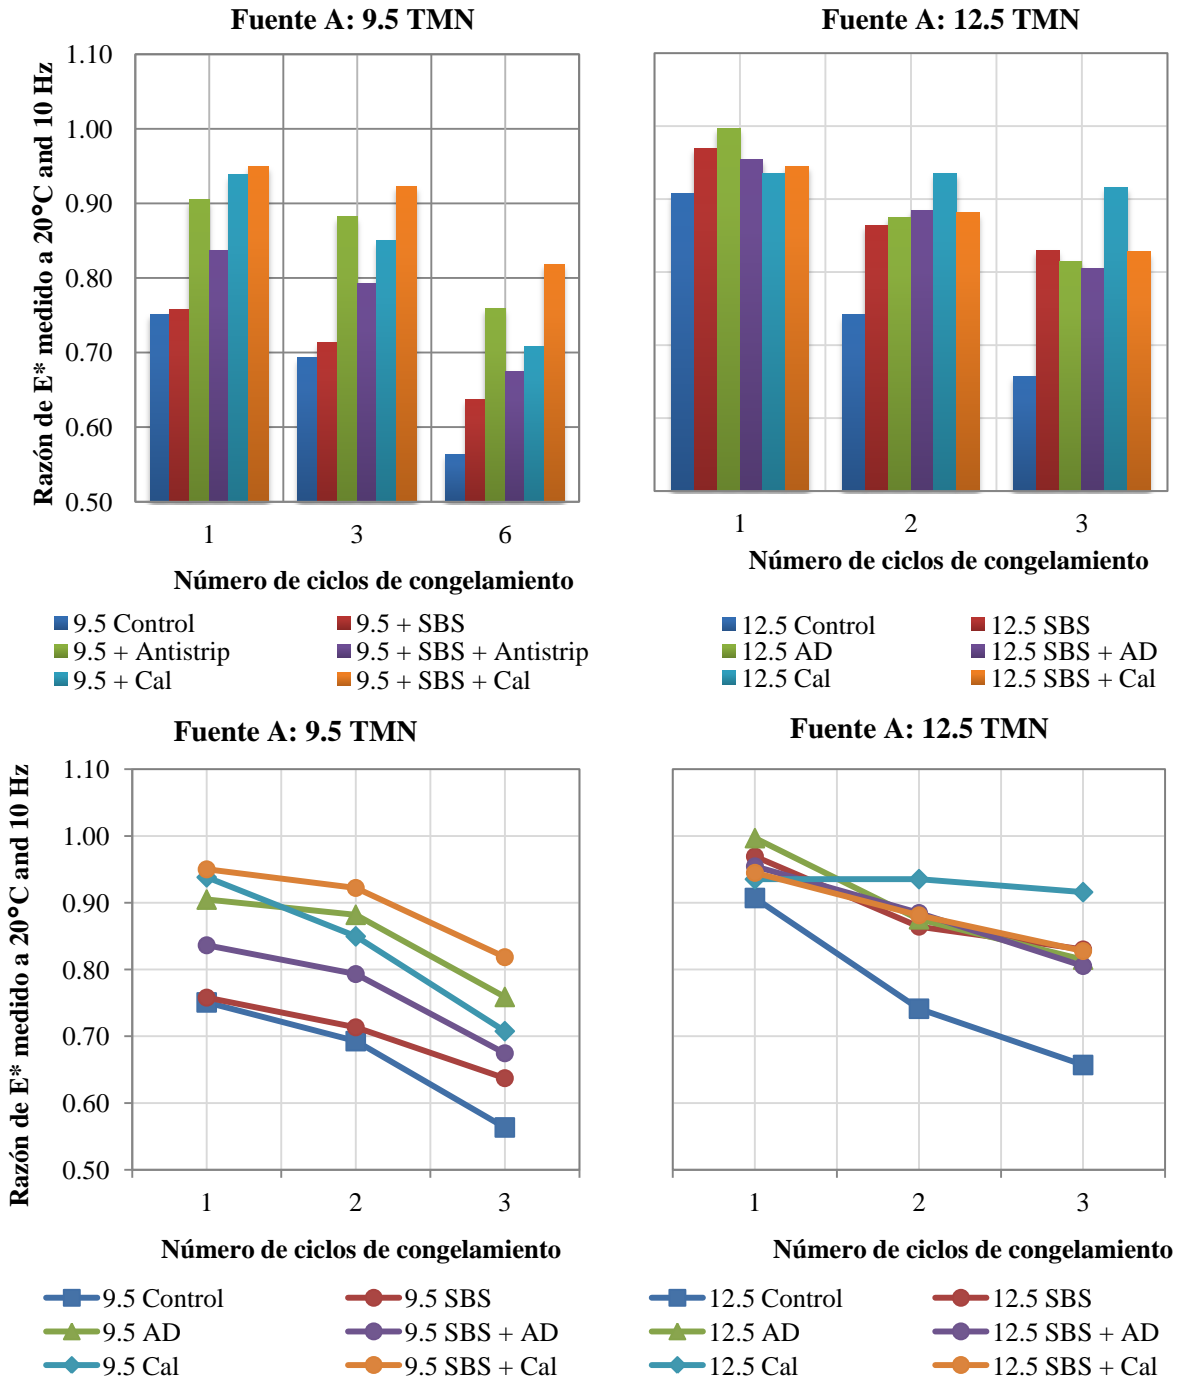 Fuente A: 9.5 TMN
Razón de E* medido a 20°C and 10 Hz
1.10
1.00
0.90
0.80
0.70
0.60
0.50
1 3 6
Número de ciclos de congelamiento
9.5 Control 9.5 + SBS
9.5 + Antistrip 9.5 + SBS + Antistrip
9.5 + Cal 9.5 + SBS + Cal
Fuente A: 12.5 TMN
1 2 3
Número de ciclos de congelamiento
12.5 Control 12.5 SBS
12.5 AD 12.5 SBS + AD
12.5 Cal 12.5 SBS + Cal
Fuente A: 9.5 TMN
Razón de E* medido a 20°C and 10 Hz
1.10
1.00
0.90
0.80
0.70
0.60
0.50
1 2 3
Número de ciclos de congelamiento
9.5 Control 9.5 SBS
9.5 AD 9.5 SBS + AD
9.5 Cal 9.5 SBS + Cal
Fuente A: 12.5 TMN
1 2 3
Número de ciclos de congelamiento
12.5 Control 12.5 SBS
12.5 AD 12.5 SBS + AD
12.5 Cal 12.5 SBS + Cal